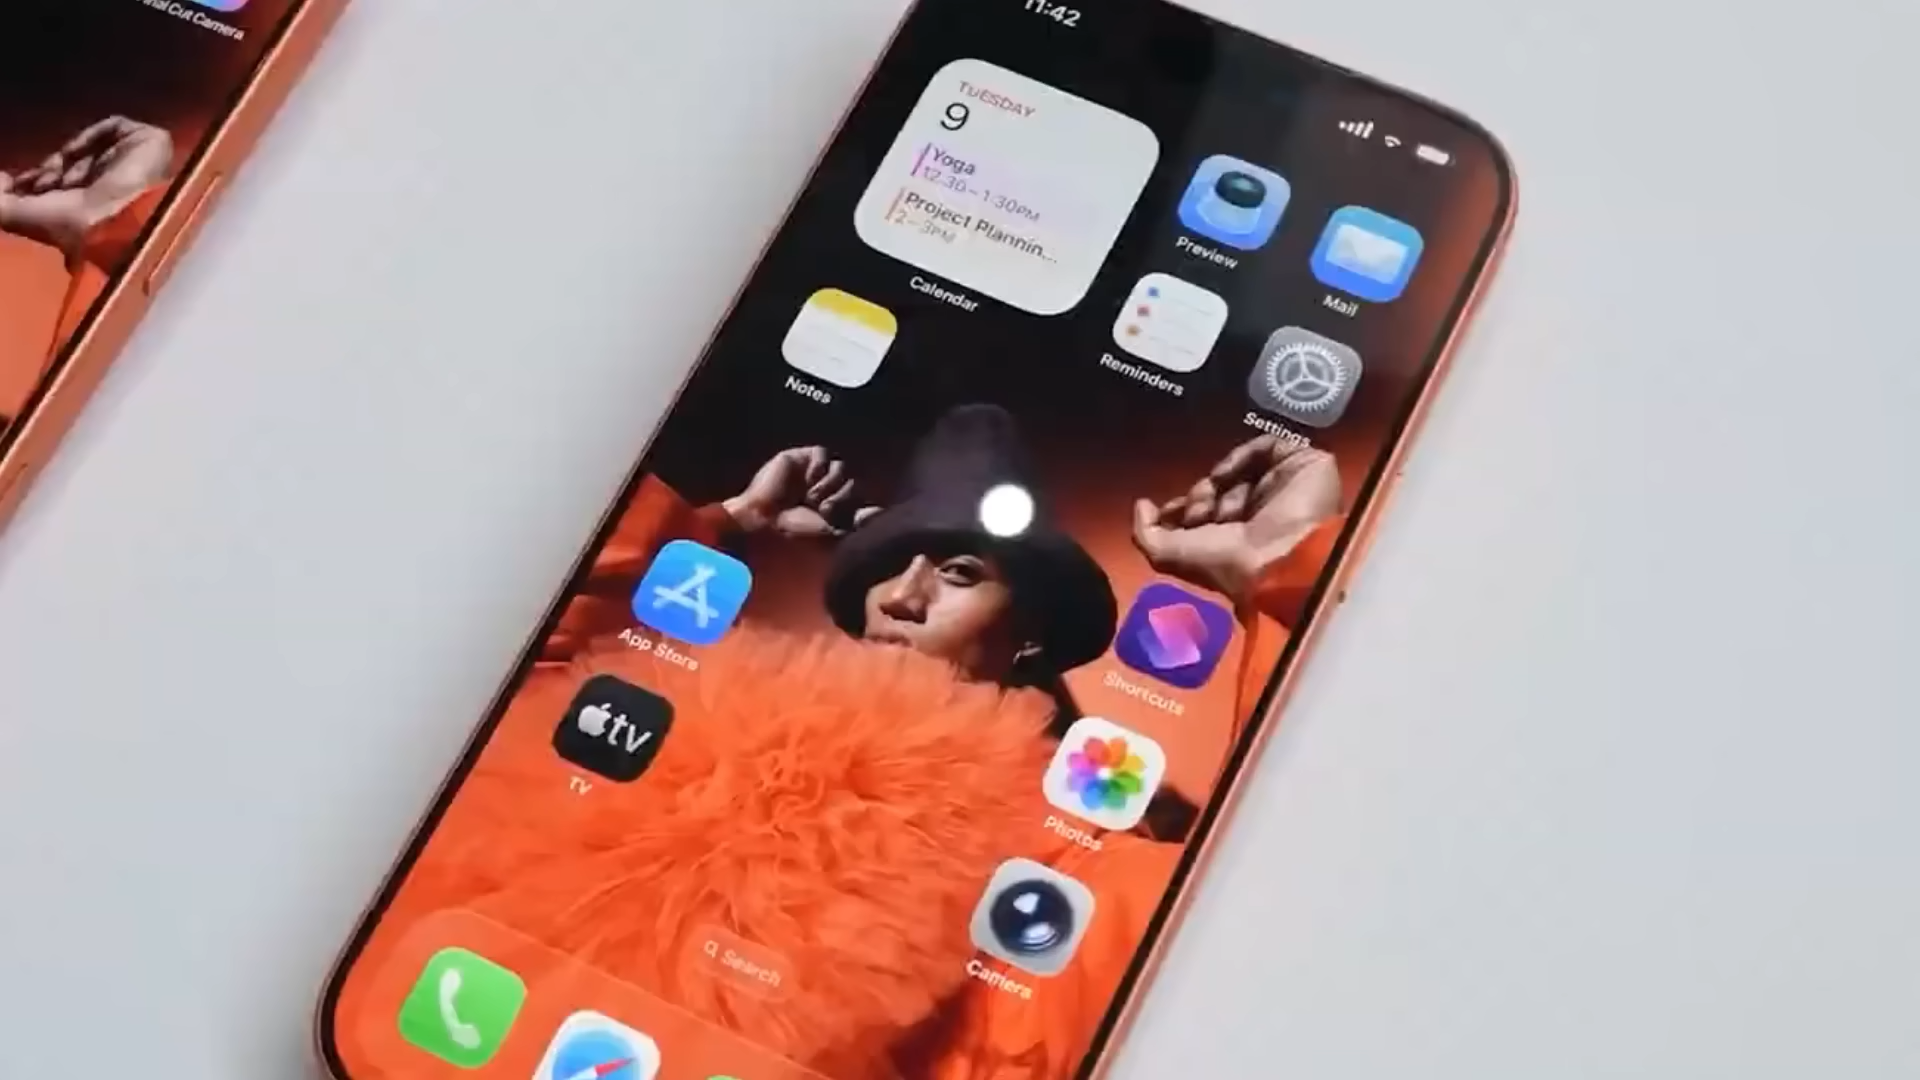 Final Cut Camera
11:42
TUESDAY
9
Yoga
12:30 – 1:30PM
Project Plannin...
2 – 3PM
Calendar
Preview
Mail
Notes
Reminders
Settings
App Store
Shortcuts
tv
TV
Photos
Camera
Search